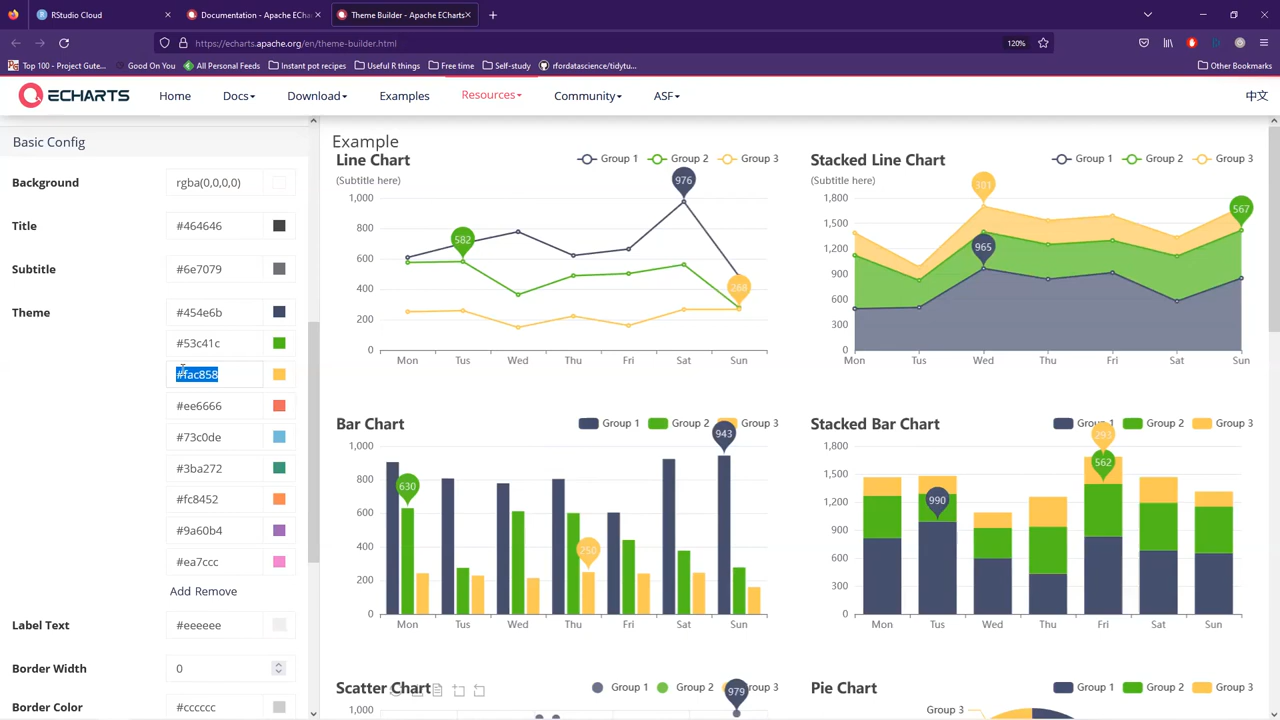 RStudio Cloud
Documentation - Apache ECha
Theme Builder - Apache ECharts
https://echarts.apache.org/en/theme-builder.html
120%
Top 100 - Project Gute...
Good On You
All Personal Feeds
Instant pot recipes
Useful R things
Free time
Self-study
rfordatascience/tidytu...
Other Bookmarks
ECHARTS
Home
Docs
Download
Examples
Resources
Community
ASF
中文
Basic Config
Background
rgba(0,0,0,0)
Title
#464646
Subtitle
#6e7079
Theme
#454e6b
#53c41c
#fac858
#ee6666
#73c0de
#3ba272
#fc8452
#9a60b4
#ea7ccc
Add Remove
Label Text
#eeeeee
Border Width
0
Border Color
#cccccc
Example
Line Chart
Group 1 Group 2 Group 3
(Subtitle here)
1,000
800
600
400
200
0
976
582
268
Mon Tus Wed Thu Fri Sat Sun
Stacked Line Chart
Group 1 Group 2 Group 3
(Subtitle here)
1,800
1,500
1,200
900
600
300
0
301
567
965
Mon Tus Wed Thu Fri Sat Sun
Bar Chart
Group 1 Group 2 Group 3
1,000
800
600
400
200
0
943
630
250
Mon Tus Wed Thu Fri Sat Sun
Stacked Bar Chart
Group 1 Group 2 Group 3
1,800
1,500
1,200
900
600
300
0
293
562
990
Mon Tus Wed Thu Fri Sat Sun
Scatter Chart
Group 1 Group 2 Group 3
1,000
979
Pie Chart
Group 1 Group 2 Group 3
Group 3